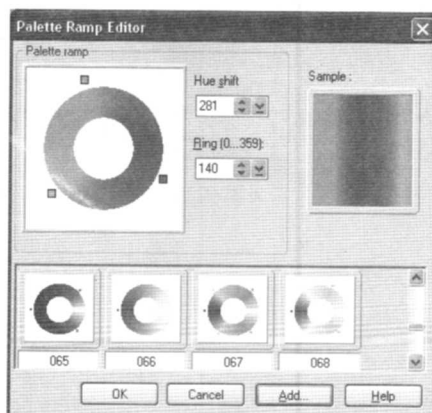 Palette Ramp Editor
Palette ramp
Hue shift
281
Ring (0...359):
140
Sample :
065 066 067 068
OK Cancel Add... Help